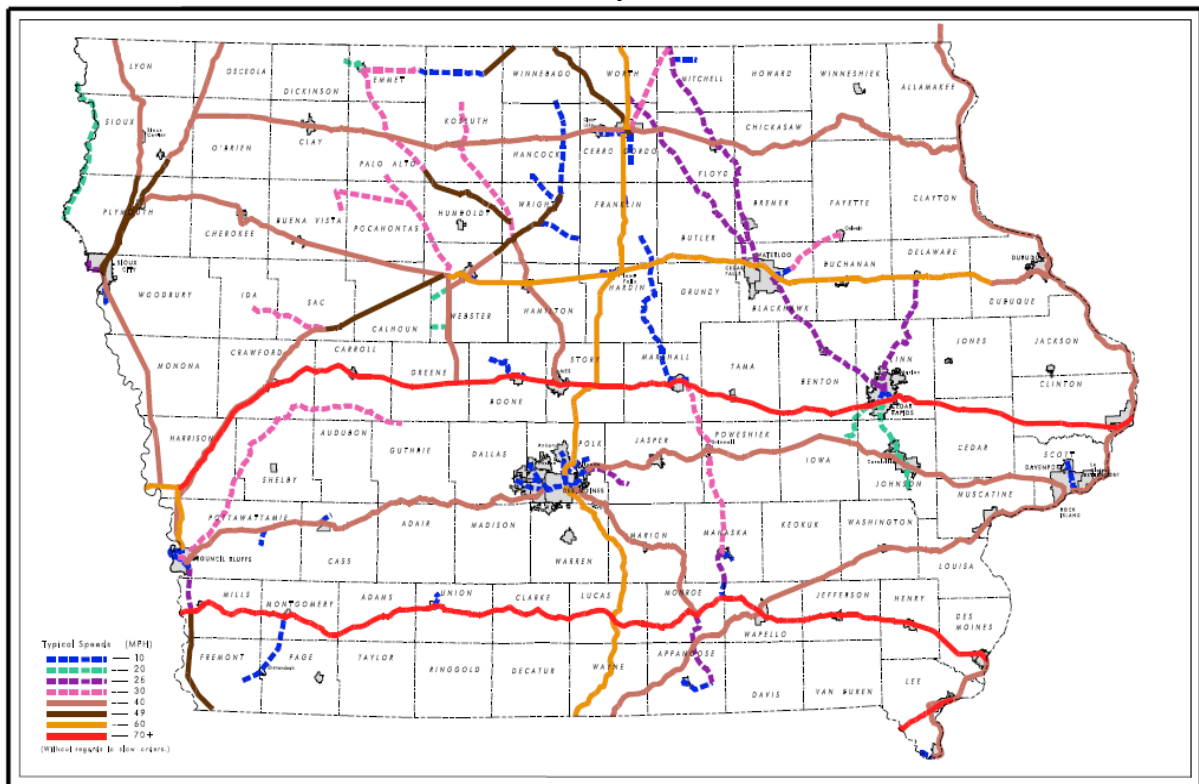 LYON
OSCEOLA
DICKINSON
EMMET
WINNEBAGO
WORTH
MITCHELL
HOWARD
WINNESHIEK
ALLAMAKEE
SIOUX
Sioux
Center
O'BRIEN
CLAY
PALO ALTO
KOSSUTH
HANCOCK
CERRO GORDO
FLOYD
CHICKASAW
PLYMOUTH
CHEROKEE
BUENA VISTA
POCAHONTAS
HUMBOLDT
WRIGHT
FRANKLIN
BUTLER
BREMER
FAYETTE
CLAYTON
SIOUX
CITY
WOODBURY
IDA
SAC
CALHOUN
WEBSTER
HAMILTON
HARDIN
GRUNDY
CEDAR
FALLS
WATERLOO
BLACKHAWK
BUCHANAN
DELAWARE
DUBUQUE
MONONA
CRAWFORD
CARROLL
GREENE
BOONE
STORY
MARSHALL
TAMA
BENTON
JONES
JACKSON
CLINTON
HARRISON
SHELBY
AUDUBON
GUTHRIE
DALLAS
POLK
JASPER
POWESHIEK
IOWA
CEDAR
RAPIDS
JOHNSON
CEDAR
SCOTT
DAVENPORT
ROCK
ISLAND
MUSCATINE
POTTAWATTAMIE
COUNCIL BLUFFS
CASS
ADAIR
MADISON
WARREN
MARION
MAHASKA
KEOKUK
WASHINGTON
LOUISA
MILLS
MONTGOMERY
ADAMS
UNION
CLARKE
LUCAS
MONROE
WAPELLO
JEFFERSON
HENRY
DES
MOINES
FREMONT
PAGE
TAYLOR
RINGGOLD
DECATUR
WAYNE
APPANOOSE
DAVIS
VAN BUREN
LEE
Typical Speeds (MPH)
10
20
25
30
40
49
60
70+
(Without regards to slow orders.)